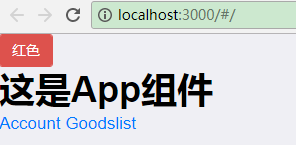 localhost:3000/#/
红色
这是App组件
Account Goodslist